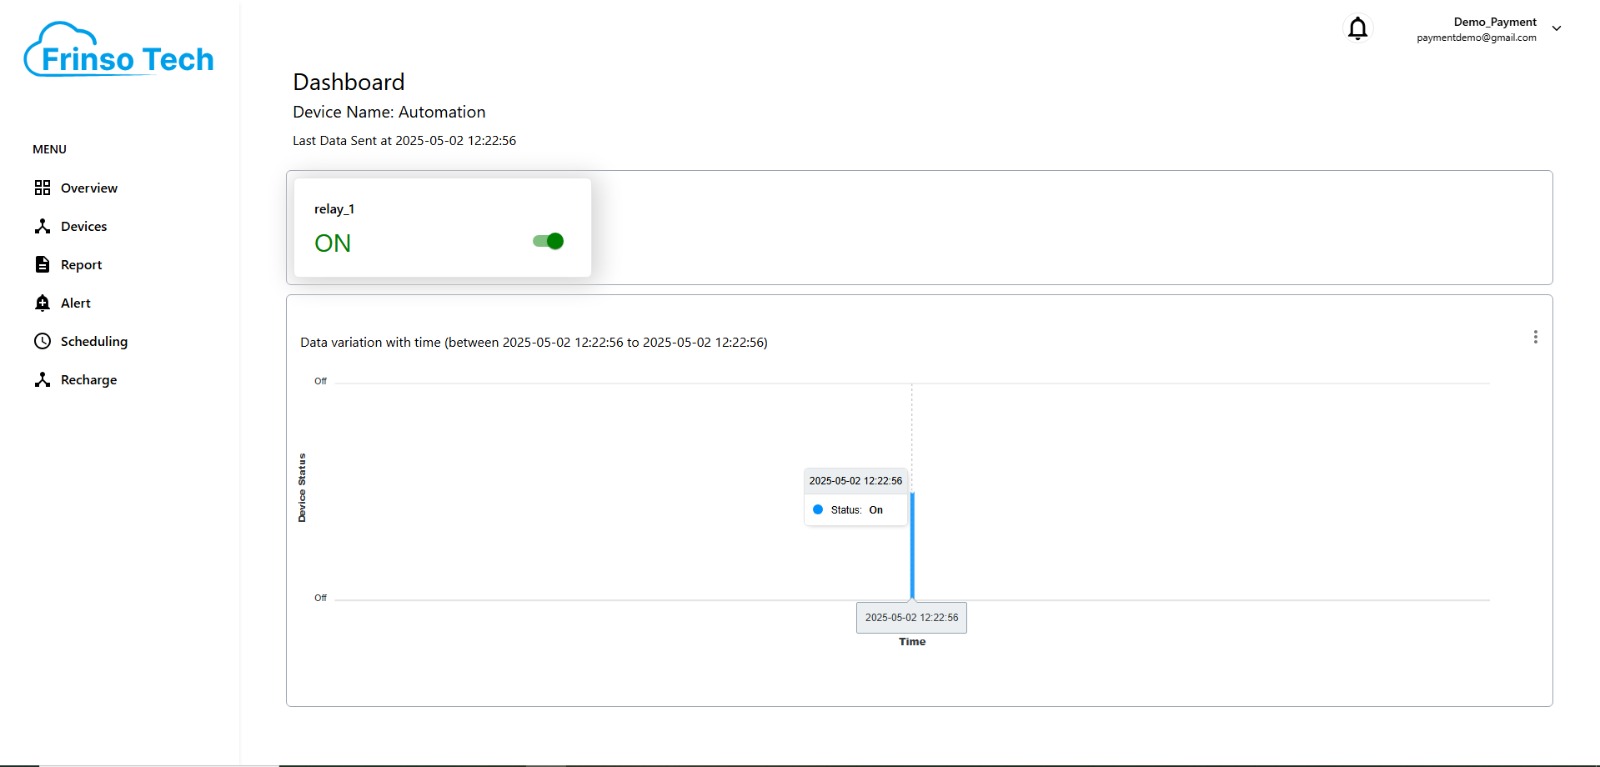 Frinso Tech
Demo_Payment
paymentdemo@gmail.com
Dashboard
Device Name: Automation
Last Data Sent at 2025-05-02 12:22:56
MENU
Overview
Devices
Report
Alert
Scheduling
Recharge
relay_1
ON
Data variation with time (between 2025-05-02 12:22:56 to 2025-05-02 12:22:56)
Off
Device Status
2025-05-02 12:22:56
Status: On
Off
2025-05-02 12:22:56
Time